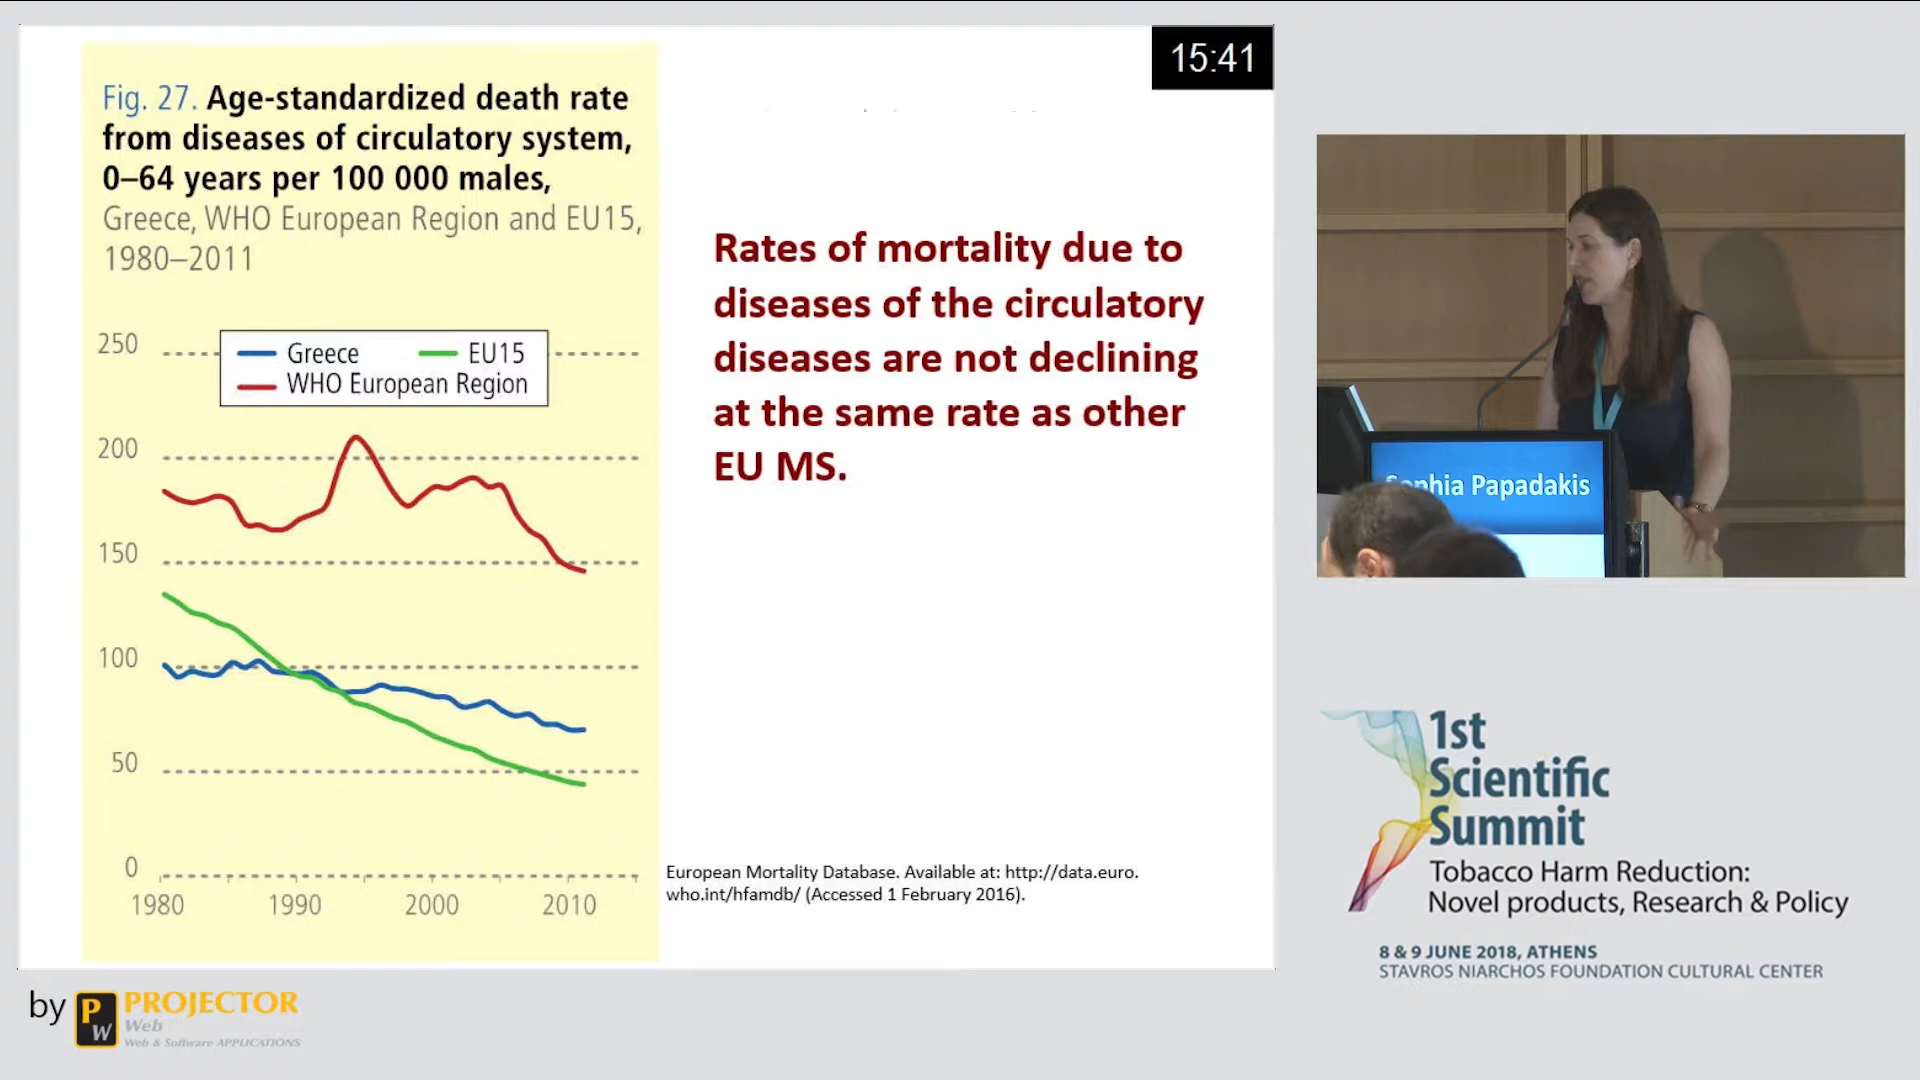 15:41
Fig. 27. Age-standardized death rate
from diseases of circulatory system,
0–64 years per 100 000 males,
Greece, WHO European Region and EU15,
1980–2011
250
Greece
EU15
WHO European Region
200
150
100
50
0
1980
1990
2000
2010
Rates of mortality due to
diseases of the circulatory
diseases are not declining
at the same rate as other
EU MS.
European Mortality Database. Available at: http://data.euro.
who.int/hfamdb/ (Accessed 1 February 2016).
Sophia Papadakis
1st
Scientific
Summit
Tobacco Harm Reduction:
Novel products, Research & Policy
8 & 9 JUNE 2018, ATHENS
STAVROS NIARCHOS FOUNDATION CULTURAL CENTER
by PW PROJECTOR
Web
Web & Software APPLICATIONS